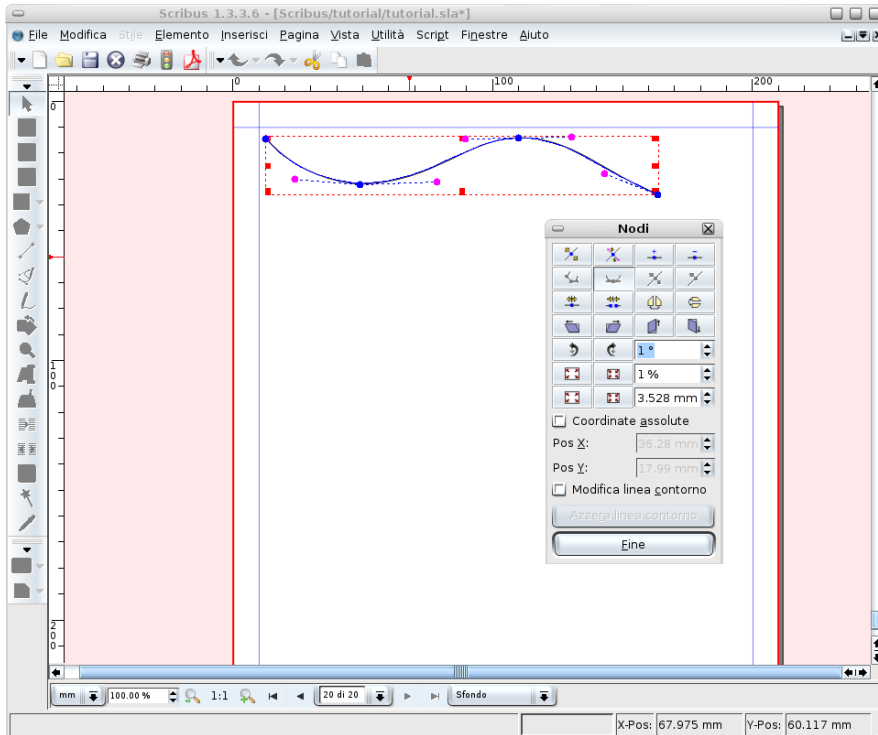 Scribus 1.3.3.6 - [Scribus/tutorial/tutorial.sla*]
File Modifica Stile Elemento Inserisci Pagina Vista Utilità Script Finestre Aiuto
0 100 200
0
100
200
Nodi
1 °
1 %
3.528 mm
Coordinate assolute
Pos X: 36.28 mm
Pos Y: 17.99 mm
Modifica linea contorno
Azzera linea contorno
Fine
mm 100.00 % 1:1 20 di 20 Sfondo
X-Pos: 67.975 mm Y-Pos: 60.117 mm